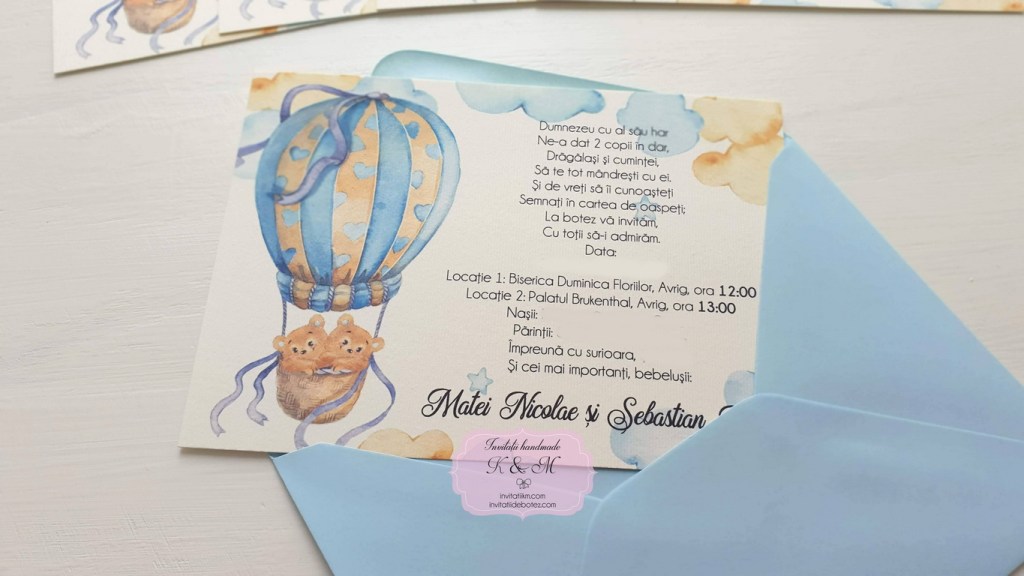 Dumnezeu cu al său har
Ne-a dat 2 copii în dar,
Drăgălași și cuminței,
Să te tot mândrești cu ei.
Și de vreți să îi cunoașteți
Semnați în cartea de oaspeți;
La botez vă invităm,
Cu toții să-i admirăm.
Data:
Locație 1: Biserica Duminica Floriilor, Avrig, ora 12:00
Locație 2: Palatul Brukenthal, Avrig, ora 13:00
Nașii:
Părinții:
Împreună cu surioara,
Și cei mai importanți, bebelușii:
Matei Nicolae și Sebastian
Invitații handmade
K & M
invitatiikm.com
invitatiidebotez.com